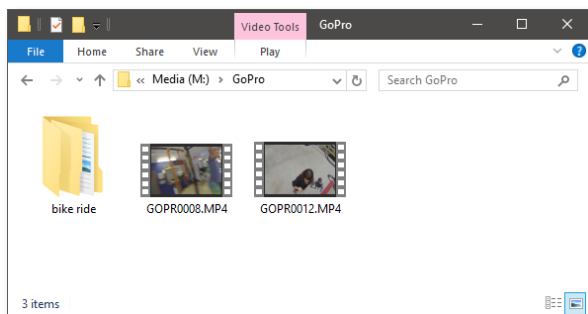 Video Tools GoPro
File Home Share View Play
« Media (M:) > GoPro Search GoPro
bike ride GOPR0008.MP4 GOPR0012.MP4
3 items